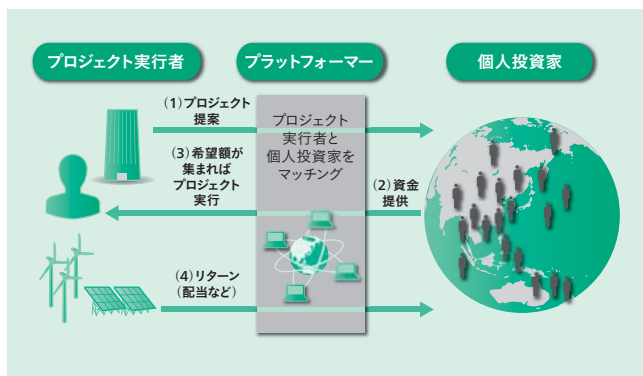 プロジェクト実行者
プラットフォーマー
個人投資家
（1）プロジェクト
提案
プロジェクト
実行者と
個人投資家を
マッチング
（3）希望額が
集まれば
プロジェクト
実行
（2）資金
提供
（4）リターン
（配当など）